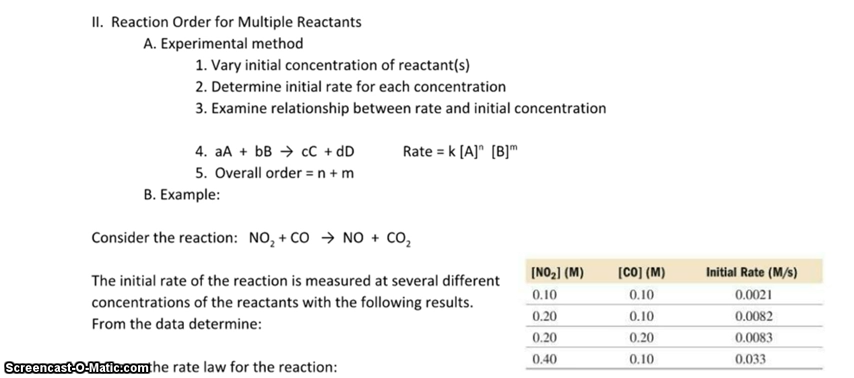 II. Reaction Order for Multiple Reactants
A. Experimental method
1. Vary initial concentration of reactant(s)
2. Determine initial rate for each concentration
3. Examine relationship between rate and initial concentration
4. aA + bB → cC + dD Rate = k [A]ⁿ [B]ᵐ
5. Overall order = n + m
B. Example:
Consider the reaction: NO₂ + CO → NO + CO₂
The initial rate of the reaction is measured at several different
concentrations of the reactants with the following results.
From the data determine:
[NO₂] (M) [CO] (M) Initial Rate (M/s)
0.10 0.10 0.0021
0.20 0.10 0.0082
0.20 0.20 0.0083
0.40 0.10 0.033
Screencast-O-Matic.com the rate law for the reaction: